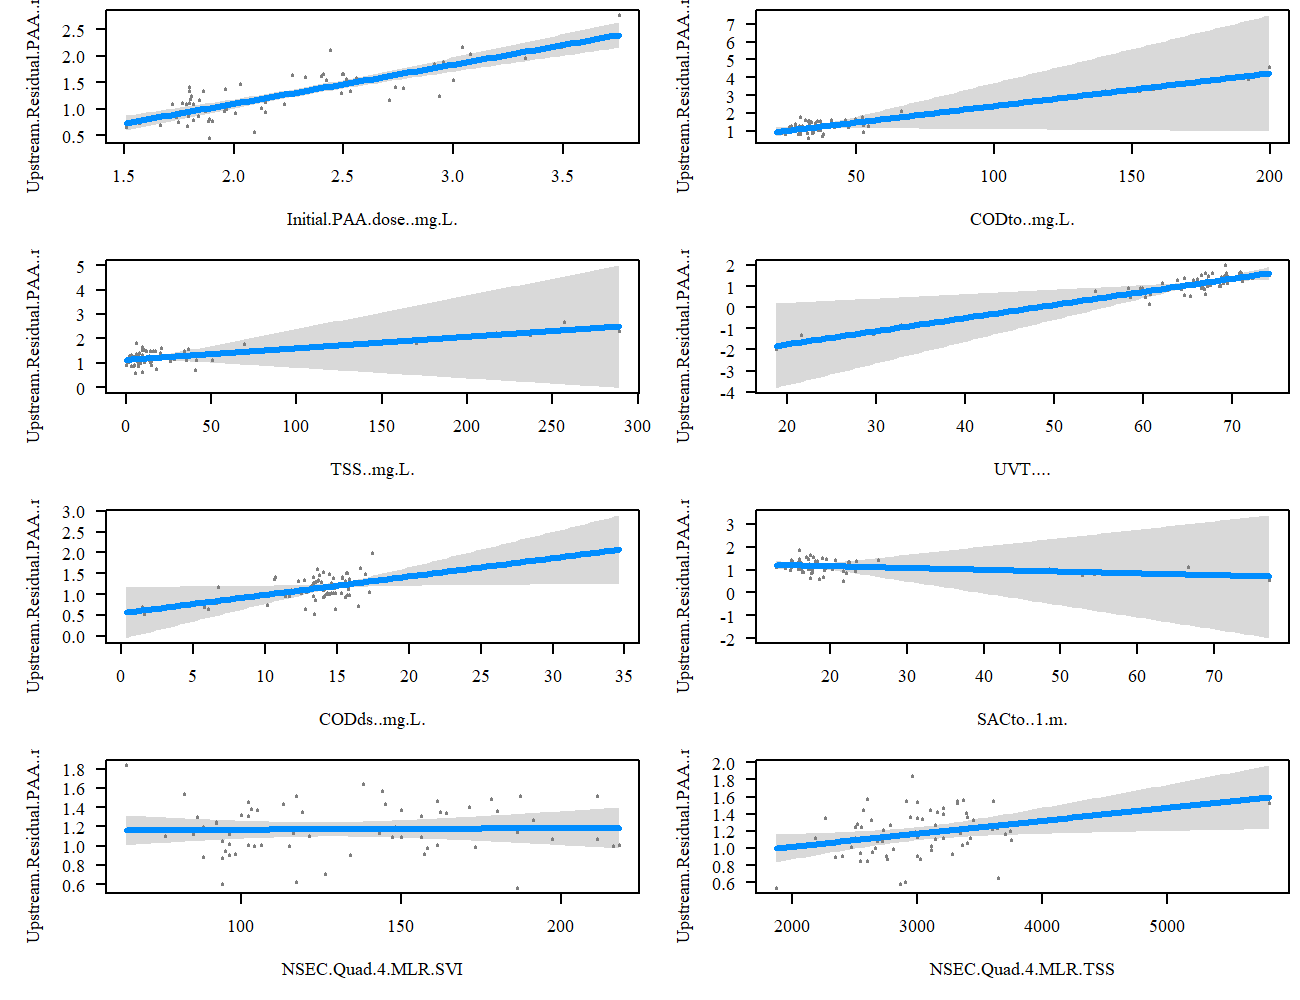 Upstream.Residual.PAA..r
2.5
2.0
1.5
1.0
0.5
1.5 2.0 2.5 3.0 3.5
Initial.PAA.dose..mg.L.
Upstream.Residual.PAA..r
7
6
5
4
3
2
1
50 100 150 200
CODto..mg.L.
Upstream.Residual.PAA..r
5
4
3
2
1
0
0 50 100 150 200 250 300
TSS..mg.L.
Upstream.Residual.PAA..r
2
1
0
-1
-2
-3
-4
20 30 40 50 60 70
UVT....
Upstream.Residual.PAA..r
3.0
2.5
2.0
1.5
1.0
0.5
0.0
0 5 10 15 20 25 30 35
CODds..mg.L.
Upstream.Residual.PAA..r
3
2
1
0
-1
-2
20 30 40 50 60 70
SACto..1.m.
Upstream.Residual.PAA..r
1.8
1.6
1.4
1.2
1.0
0.8
0.6
100 150 200
NSEC.Quad.4.MLR.SVI
Upstream.Residual.PAA..r
2.0
1.8
1.6
1.4
1.2
1.0
0.8
0.6
2000 3000 4000 5000
NSEC.Quad.4.MLR.TSS